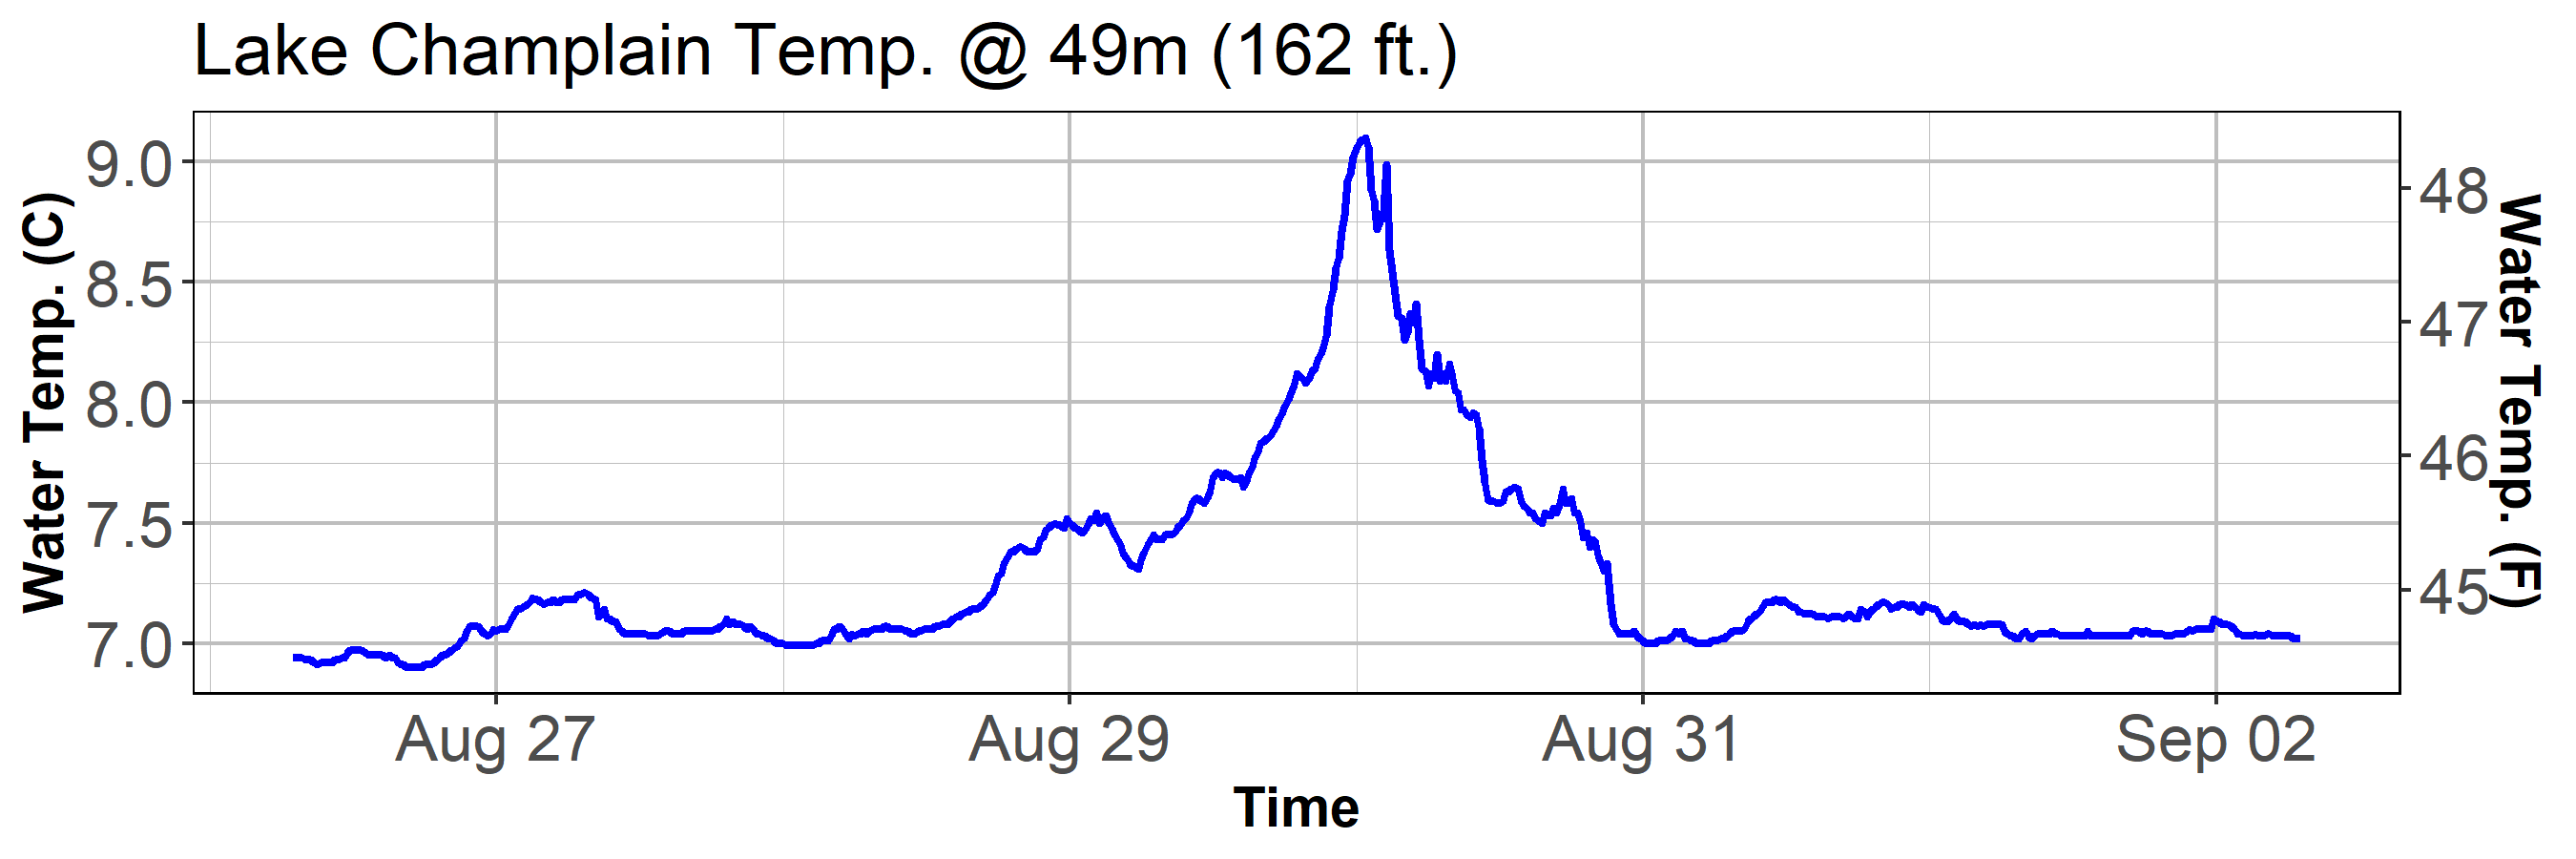 Lake Champlain Temp. @ 49m (162 ft.)
Water Temp. (C)
9.0
8.5
8.0
7.5
7.0
48
47
46
45
Water Temp. (F)
Aug 27
Aug 29
Aug 31
Sep 02
Time